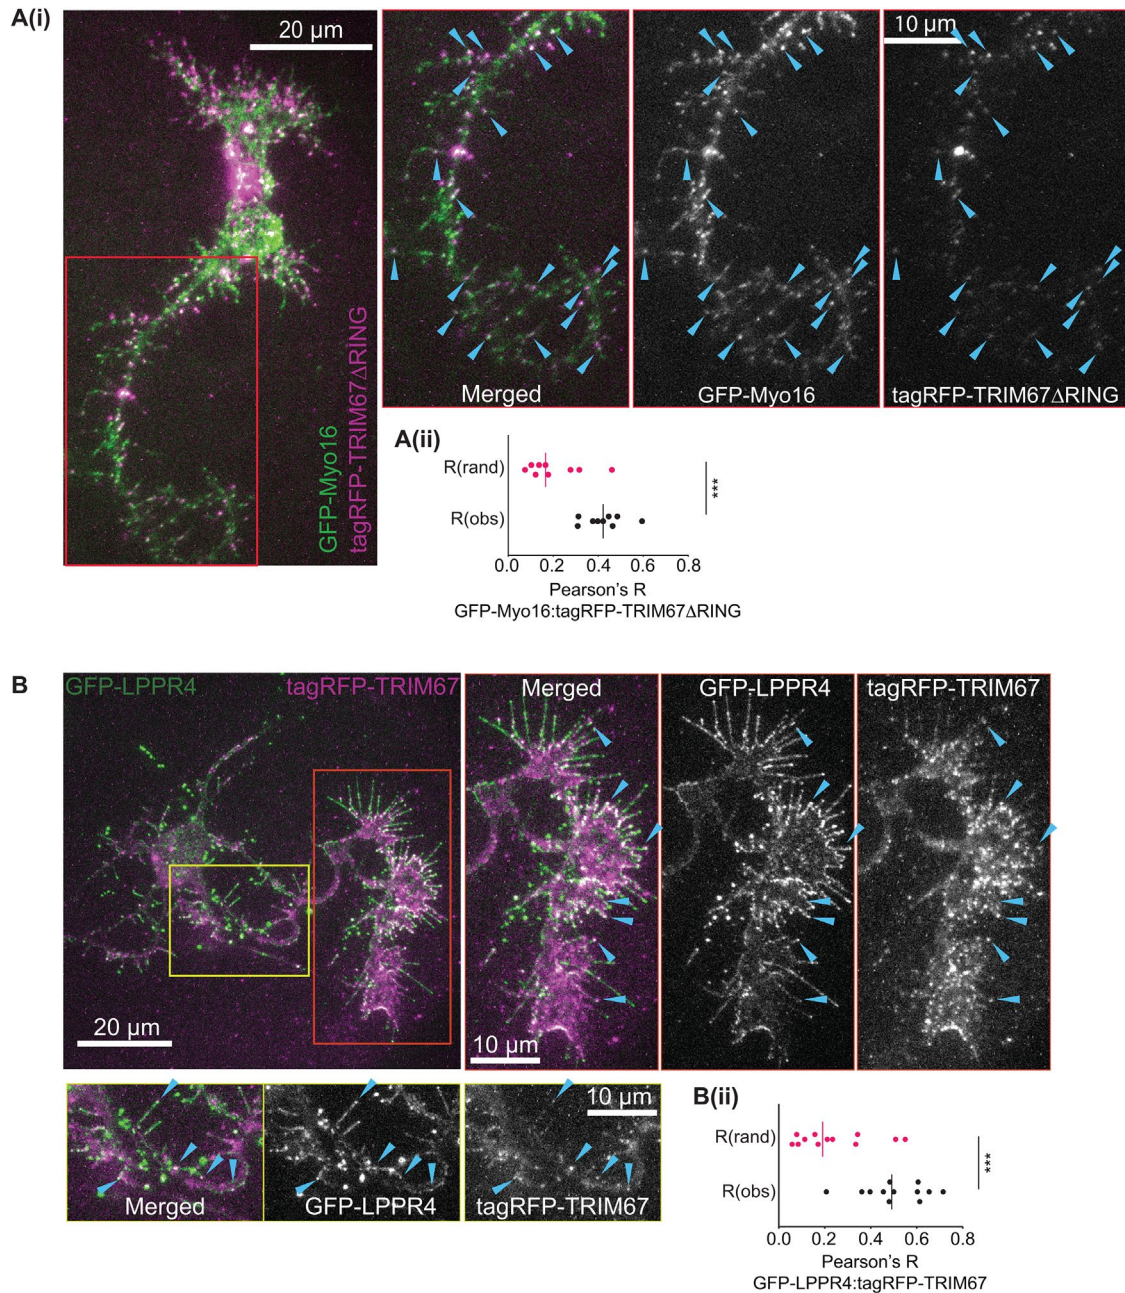 A(i)
20 µm
GFP-Myo16
tagRFP-TRIM67ΔRING
Merged
GFP-Myo16
10 µm
tagRFP-TRIM67ΔRING
A(ii)
R(rand)
R(obs)
***
0.0 0.2 0.4 0.6 0.8
Pearson's R
GFP-Myo16:tagRFP-TRIM67ΔRING
B
GFP-LPPR4
tagRFP-TRIM67
20 µm
Merged
10 µm
GFP-LPPR4
tagRFP-TRIM67
Merged
GFP-LPPR4
10 µm
tagRFP-TRIM67
B(ii)
R(rand)
R(obs)
***
0.0 0.2 0.4 0.6 0.8
Pearson's R
GFP-LPPR4:tagRFP-TRIM67